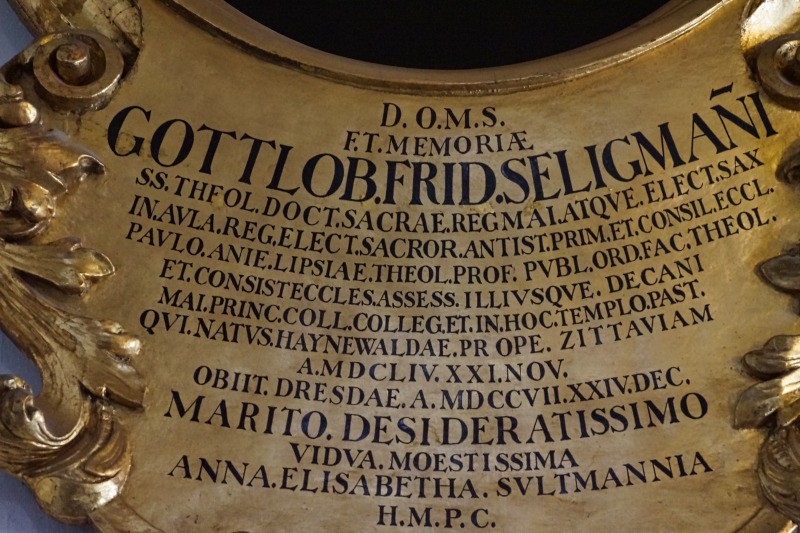 D. O.M.S.
F.T. MEMORIÆ
GOTTLOB.FRID.SELIGMAÑI
S.S. THFOL. DOCT. SACRAE.REG MAI.ATQVE.ELECT.SAX
IN.AVLA.REG.ELECT.SACROR.ANTIST.PRIM.ET.CONSIL.ECCL.
PAVLO.ANIE.LIPSIAE.THEOL.PROF. PVBL.ORD.FAC.THEOL.
ET.CONSISTECCLES.ASSESS.ILLIVSQVE. DECANI
MAI.PRINC.COLL.COLLEG.ET.IN.HOC.TEMPLO.PAST.
QVI.NATVS.HAYNEWALDAE.PR OPE. ZITTAVIAM
A.MDCLIV.XXI.NOV.
OBIIT. DRESDAE. A. MDCCVII.XXIV.DEC.
MARITO. DESIDERATISSIMO
VIDVA. MOESTISSIMA
ANNA.ELISABETHA. SVLTMANNIA
H.M.P.C.